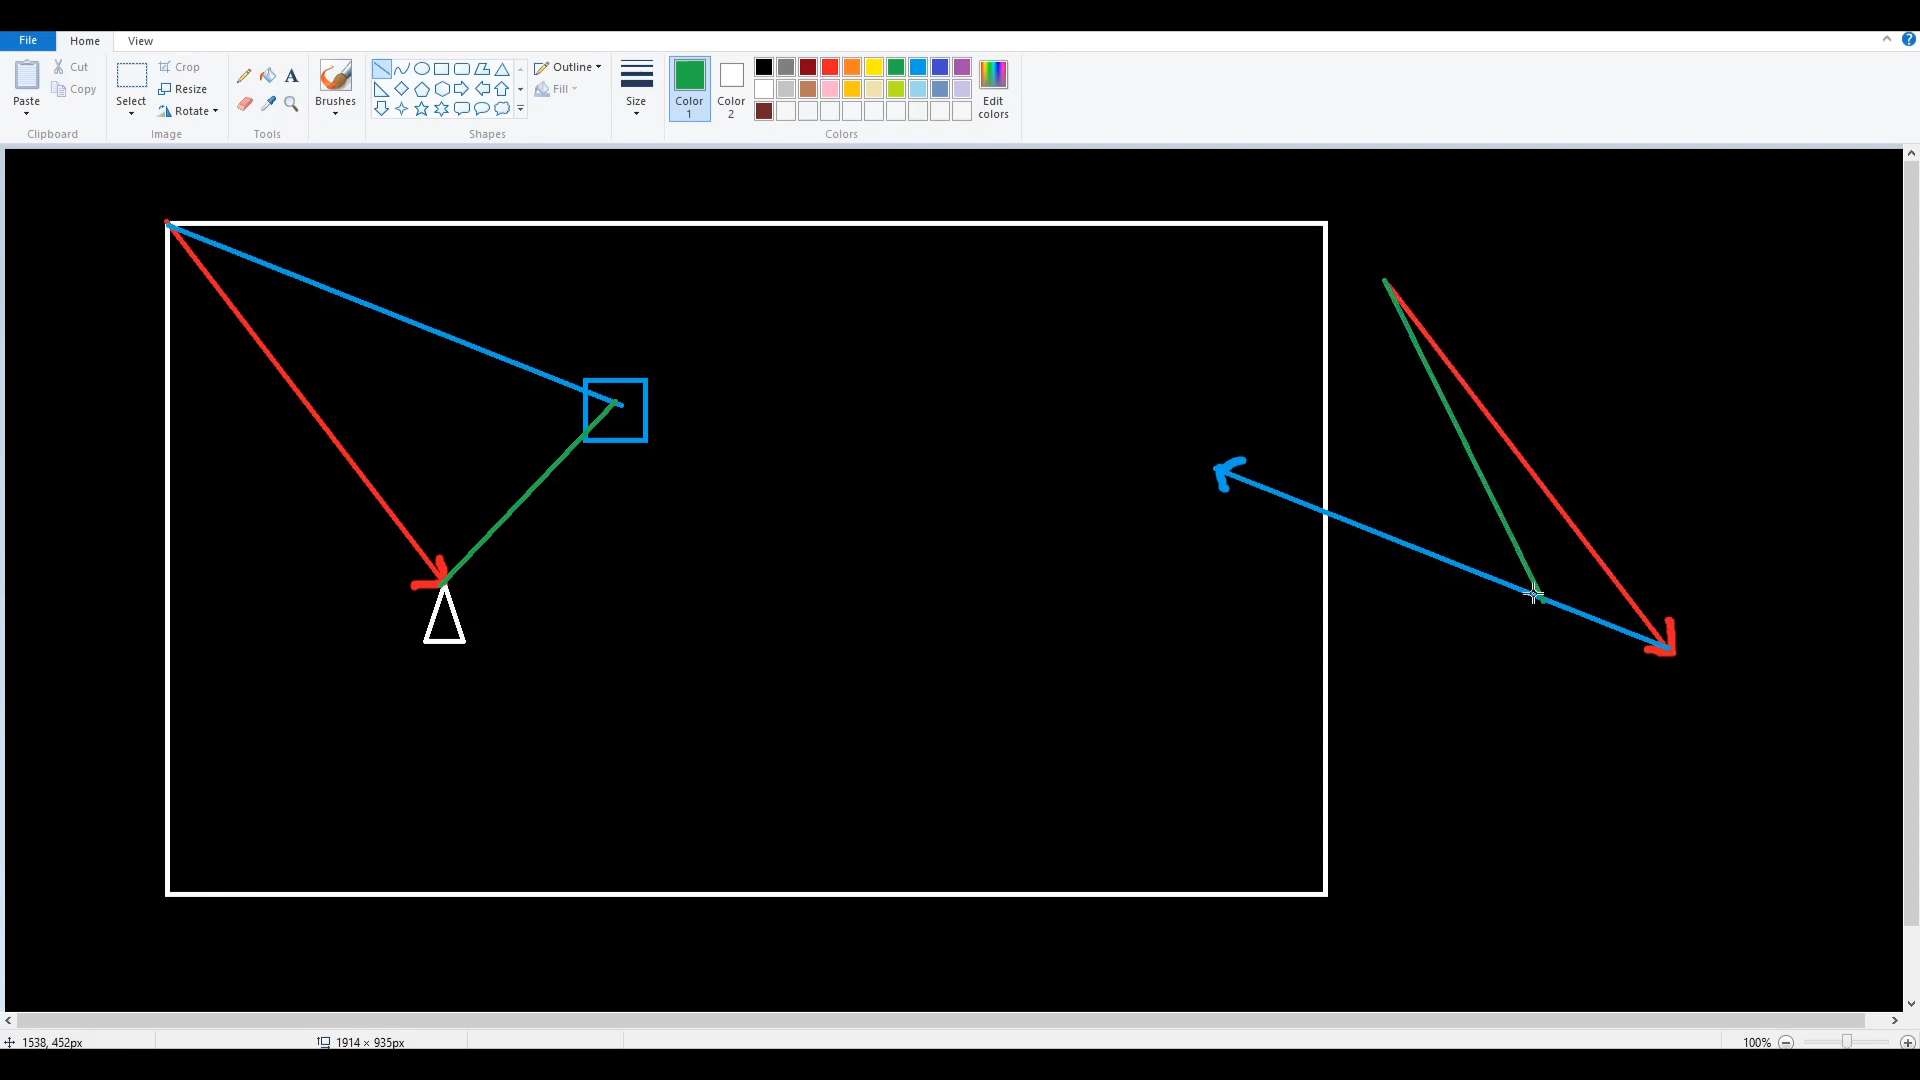 File Home View
Paste
Cut
Copy
Clipboard
Select
Crop
Resize
Rotate
Image
Tools
Brushes
Shapes
Outline
Fill
Size
Color
1
Color
2
Edit
colors
Colors
1538, 452px
1914 × 935px
100%